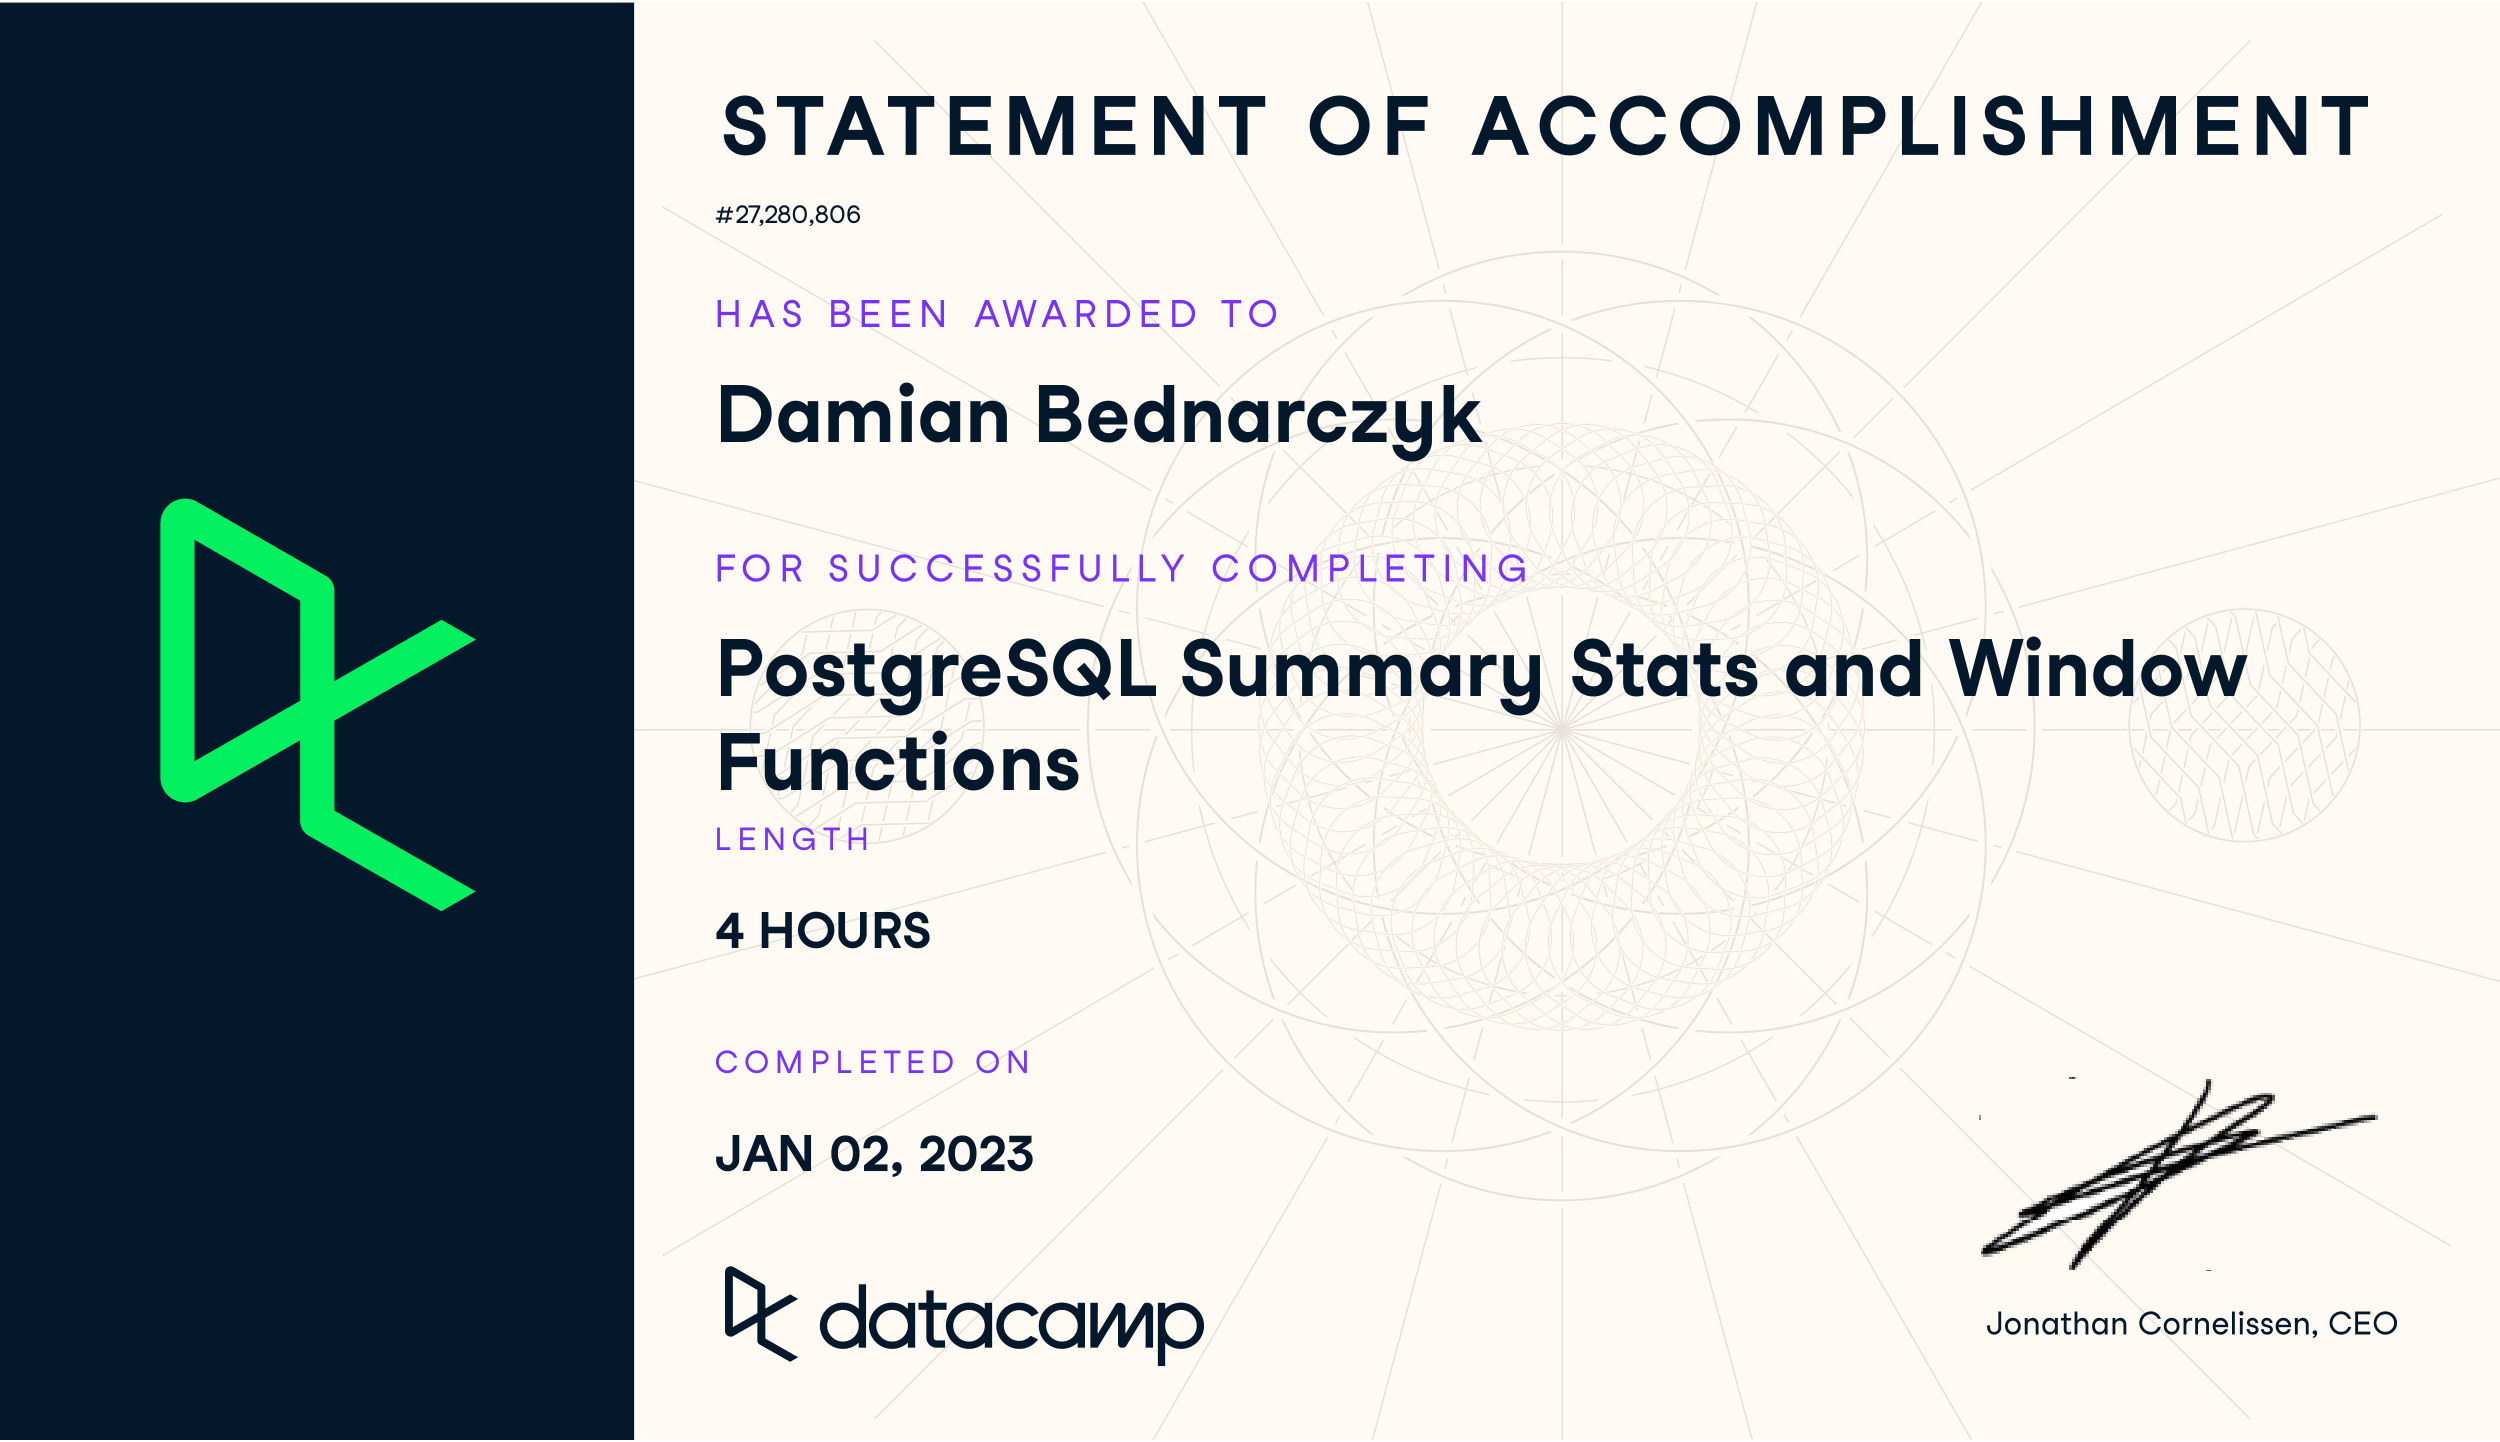 STATEMENT OF ACCOMPLISHMENT
#27,280,806
HAS BEEN AWARDED TO
Damian Bednarczyk
FOR SUCCESSFULLY COMPLETING
PostgreSQL Summary Stats and Window
Functions
LENGTH
4 HOURS
COMPLETED ON
JAN 02, 2023
datacamp
Jonathan Cornelissen, CEO